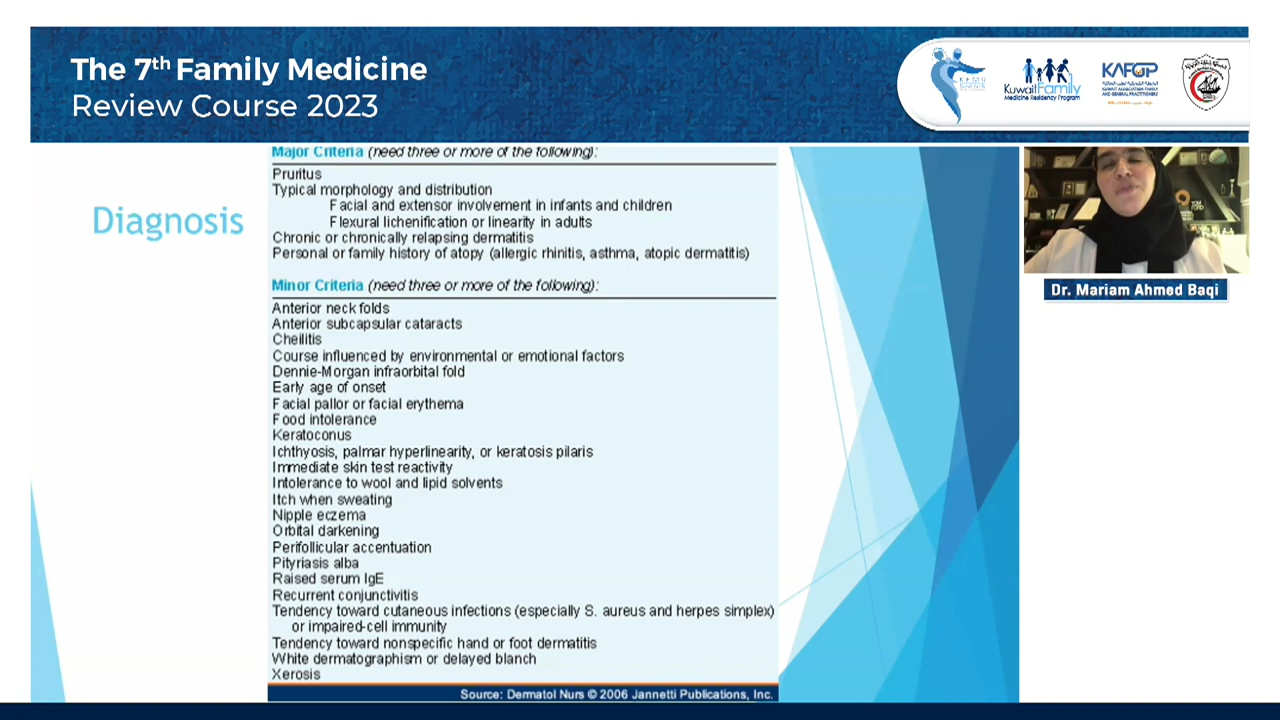 The 7th Family Medicine
Review Course 2023
Kuwait Family
Medicine Residency Program
KAFGP
Diagnosis
Major Criteria (need three or more of the following):
Pruritus
Typical morphology and distribution
Facial and extensor involvement in infants and children
Flexural lichenification or linearity in adults
Chronic or chronically relapsing dermatitis
Personal or family history of atopy (allergic rhinitis, asthma, atopic dermatitis)
Minor Criteria (need three or more of the following):
Anterior neck folds
Anterior subcapsular cataracts
Cheilitis
Course influenced by environmental or emotional factors
Dennie-Morgan infraorbital fold
Early age of onset
Facial pallor or facial erythema
Food intolerance
Keratoconus
Ichthyosis, palmar hyperlinearity, or keratosis pilaris
Immediate skin test reactivity
Intolerance to wool and lipid solvents
Itch when sweating
Nipple eczema
Orbital darkening
Perifollicular accentuation
Pityriasis alba
Raised serum IgE
Recurrent conjunctivitis
Tendency toward cutaneous infections (especially S. aureus and herpes simplex)
or impaired-cell immunity
Tendency toward nonspecific hand or foot dermatitis
White dermatographism or delayed blanch
Xerosis
Source: Dermatol Nurs © 2006 Jannetti Publications, Inc.
TOM
FORD
Dr. Mariam Ahmed Baqi